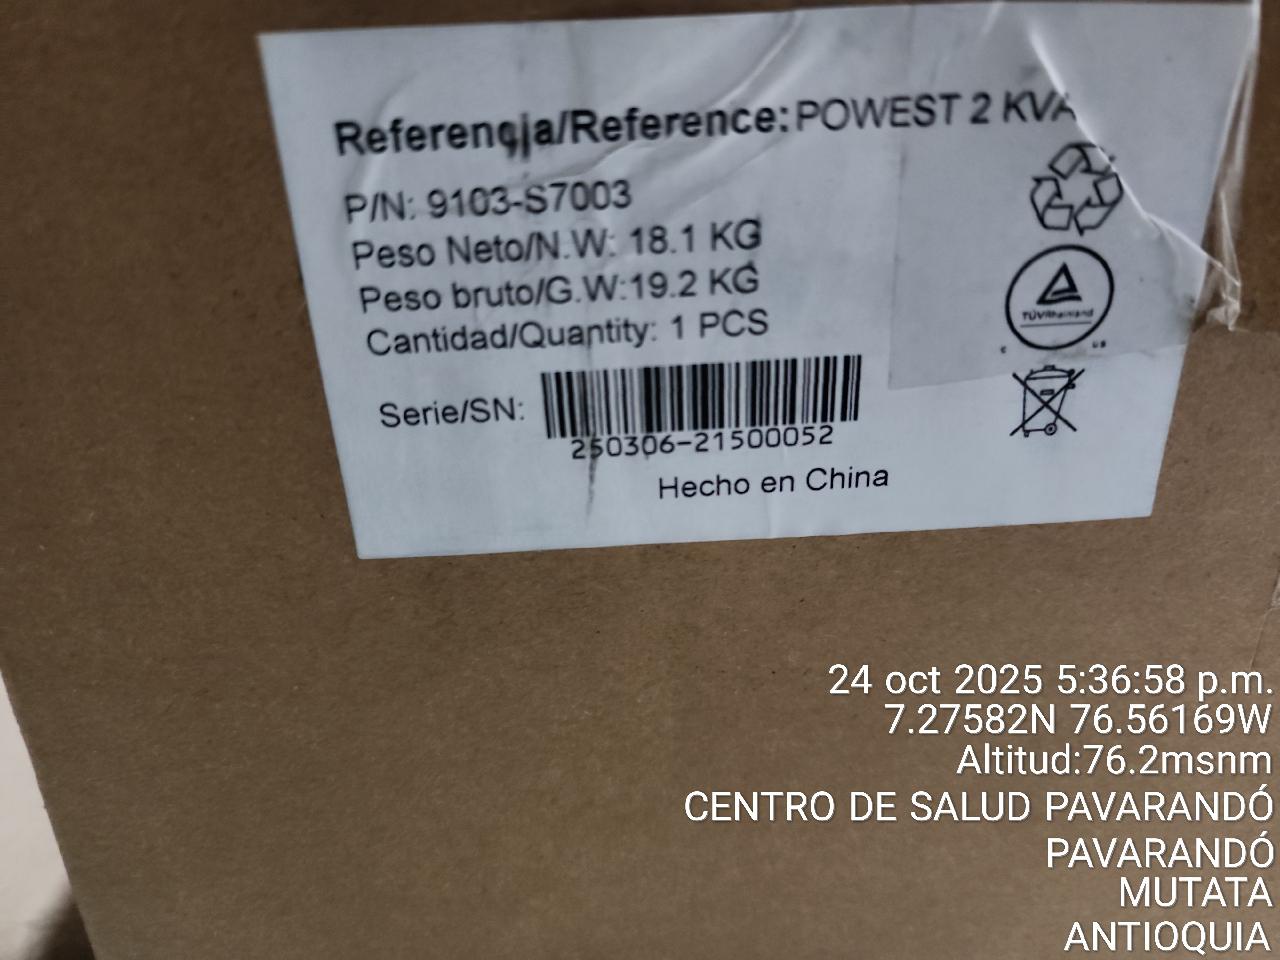 Referencia/Reference: POWEST 2 KVA
P/N: 9103-S7003
Peso Neto/N.W: 18.1 KG
Peso bruto/G.W:19.2 KG
Cantidad/Quantity: 1 PCS
Serie/SN:
250306-21500052
Hecho en China
TÜVRheinland
C US
24 oct 2025 5:36:58 p.m.
7.27582N 76.56169W
Altitud:76.2msnm
CENTRO DE SALUD PAVARANDÓ
PAVARANDÓ
MUTATA
ANTIOQUIA